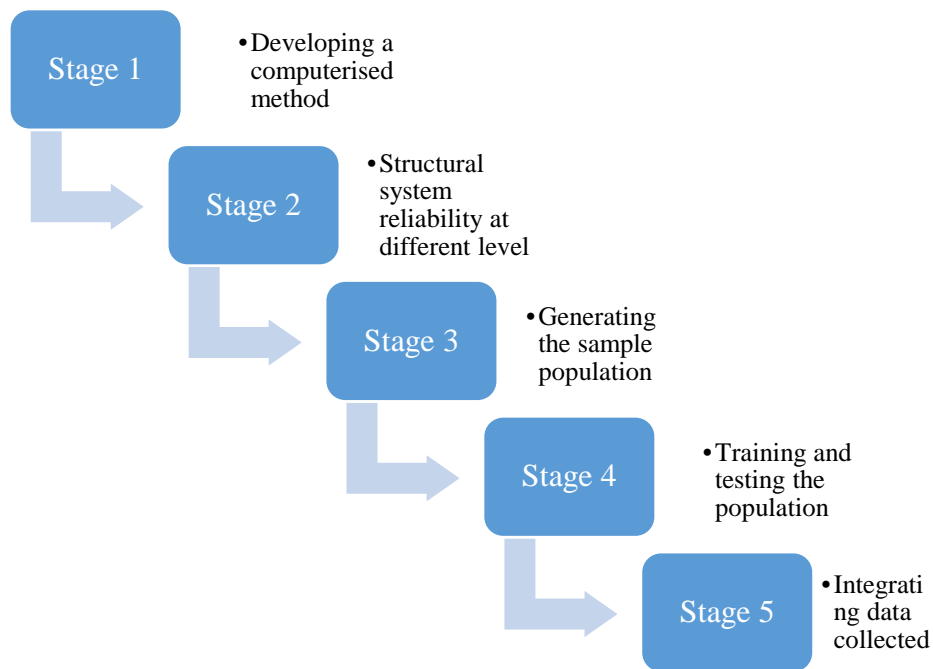 Stage 1
•Developing a
computerised
method
Stage 2
•Structural
system
reliability at
different level
Stage 3
•Generating
the sample
population
Stage 4
•Training and
testing the
population
Stage 5
•Integrati
ng data
collected